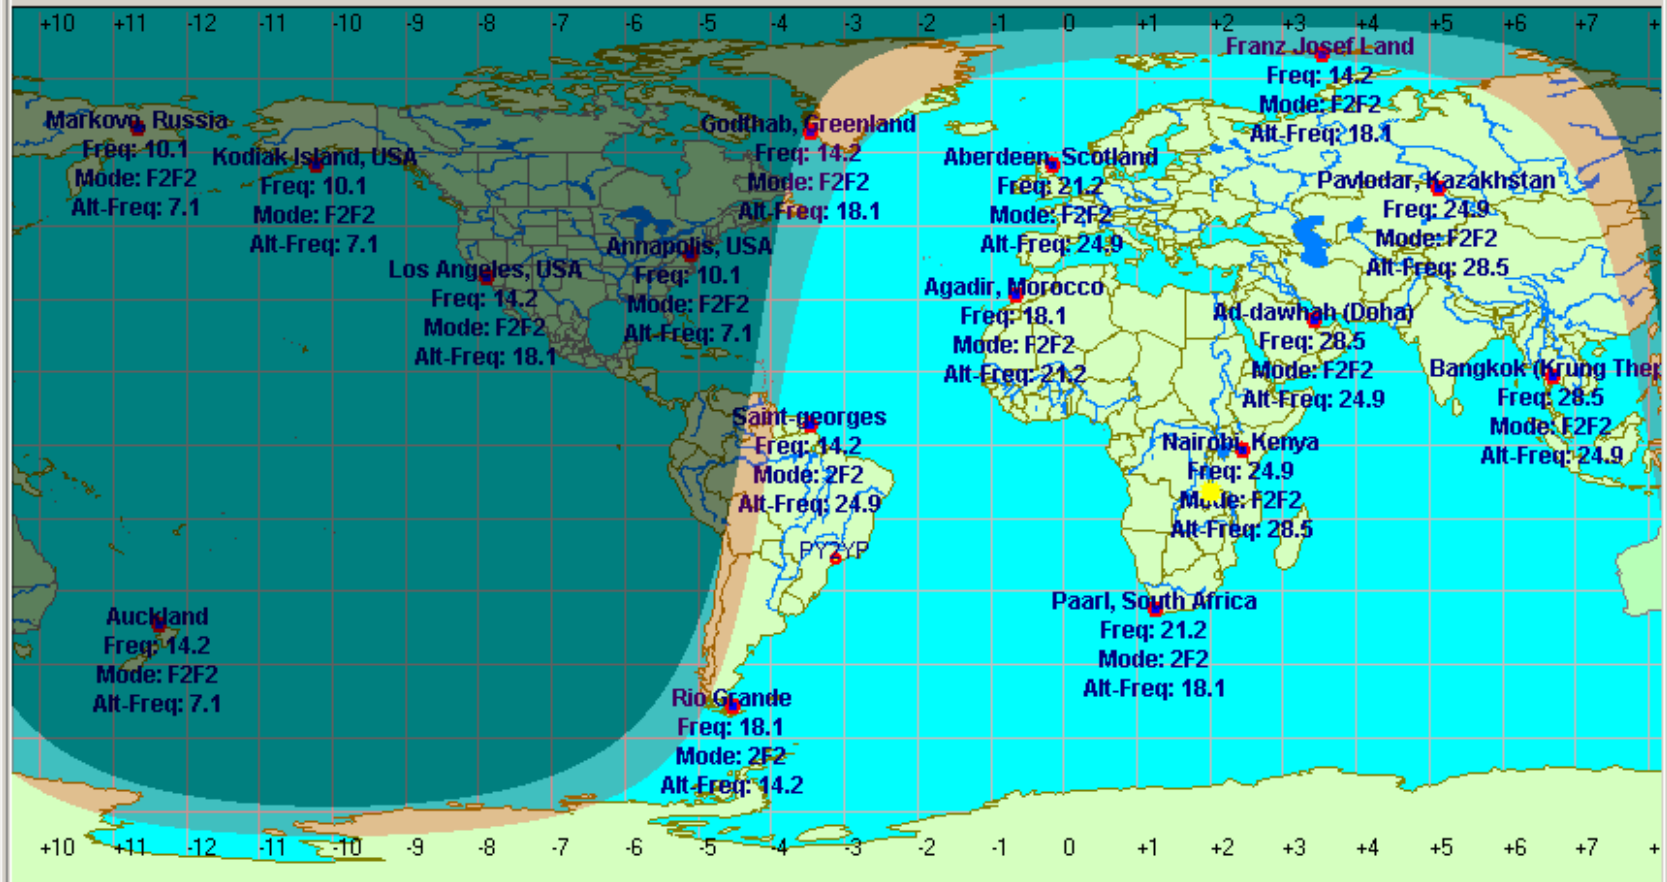 +10 +11 -12 -11 -10 -9 -8 -7 -6 -5 -4 -3 -2 -1 0 +1 +2 +3 +4 +5 +6 +7 +
Franz Josef Land
Freq: 14.2
Mode: F2F2
Alt-Freq: 18.1
Markovo, Russia
Freq: 10.1
Mode: F2F2
Alt-Freq: 7.1
Kodiak Island, USA
Freq: 10.1
Mode: F2F2
Alt-Freq: 7.1
Godthab, Greenland
Freq: 14.2
Mode: F2F2
Alt-Freq: 18.1
Aberdeen, Scotland
Freq: 21.2
Mode: F2F2
Alt-Freq: 24.9
Pavlodar, Kazakhstan
Freq: 24.9
Mode: F2F2
Alt-Freq: 28.5
Los Angeles, USA
Freq: 14.2
Mode: F2F2
Alt-Freq: 18.1
Annapolis, USA
Freq: 10.1
Mode: F2F2
Alt-Freq: 7.1
Agadir, Morocco
Freq: 18.1
Mode: F2F2
Alt-Freq: 21.2
Ad-dawhah (Doha)
Freq: 28.5
Mode: F2F2
Alt-Freq: 24.9
Bangkok (Krung Thep
Freq: 28.5
Mode: F2F2
Alt-Freq: 24.9
Saint-georges
Freq: 14.2
Mode: 2F2
Alt-Freq: 24.9
Nairobi, Kenya
Freq: 24.9
Mode: F2F2
Alt-Freq: 28.5
PY2YP
Auckland
Freq: 14.2
Mode: F2F2
Alt-Freq: 7.1
Paarl, South Africa
Freq: 21.2
Mode: 2F2
Alt-Freq: 18.1
Rio Grande
Freq: 18.1
Mode: 2F2
Alt-Freq: 14.2
+10 +11 -12 -11 -10 -9 -8 -7 -6 -5 -4 -3 -2 -1 0 +1 +2 +3 +4 +5 +6 +7 +